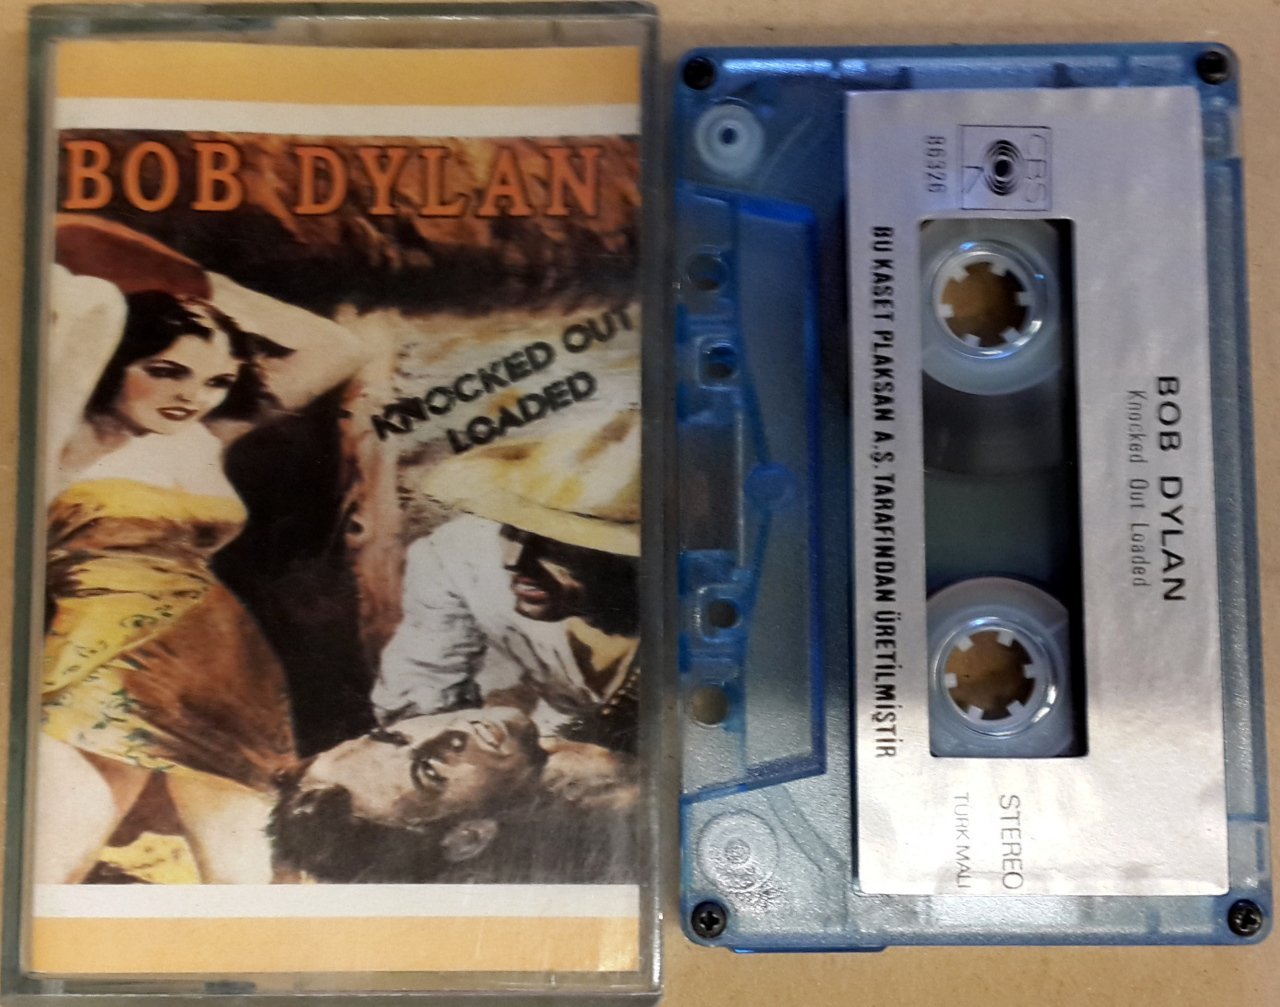 BOB DYLAN
KNOCKED OUT
LOADED
BOB DYLAN
Knocked Out Loaded
CBS
86326
STEREO
TÜRK MALI
BU KASET PLAKSAN A.Ş. TARAFINDAN ÜRETİLMİŞTİR